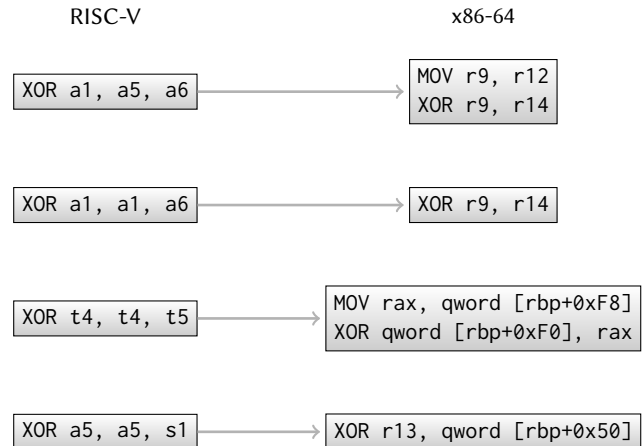 RISC-V
x86-64
XOR a1, a5, a6
MOV r9, r12
XOR r9, r14
XOR a1, a1, a6
XOR r9, r14
XOR t4, t4, t5
MOV rax, qword [rbp+0xF8]
XOR qword [rbp+0xF0], rax
XOR a5, a5, s1
XOR r13, qword [rbp+0x50]